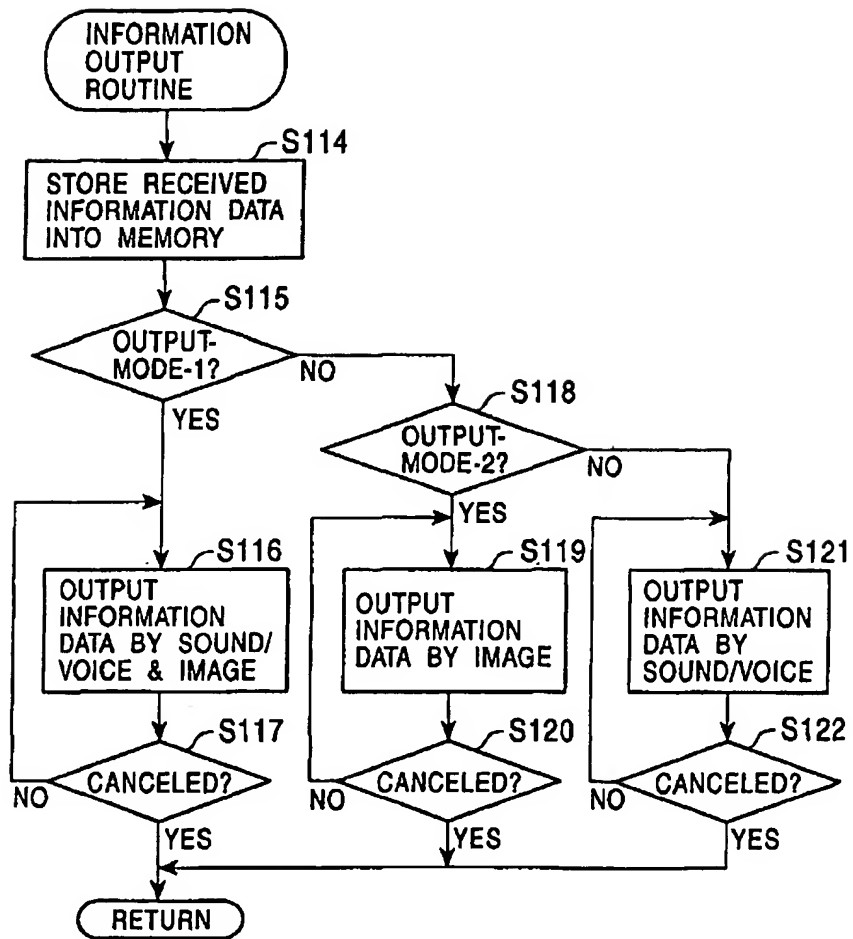 INFORMATION
OUTPUT
ROUTINE
S114
STORE RECEIVED
INFORMATION DATA
INTO MEMORY
S115
OUTPUT-
MODE-1?
NO
YES
S118
OUTPUT-
MODE-2?
NO
YES
S116
OUTPUT
INFORMATION
DATA BY SOUND/
VOICE & IMAGE
S119
OUTPUT
INFORMATION
DATA BY IMAGE
S121
OUTPUT
INFORMATION
DATA BY
SOUND/VOICE
S117
CANCELED?
NO
YES
S120
CANCELED?
NO
YES
S122
CANCELED?
NO
YES
RETURN